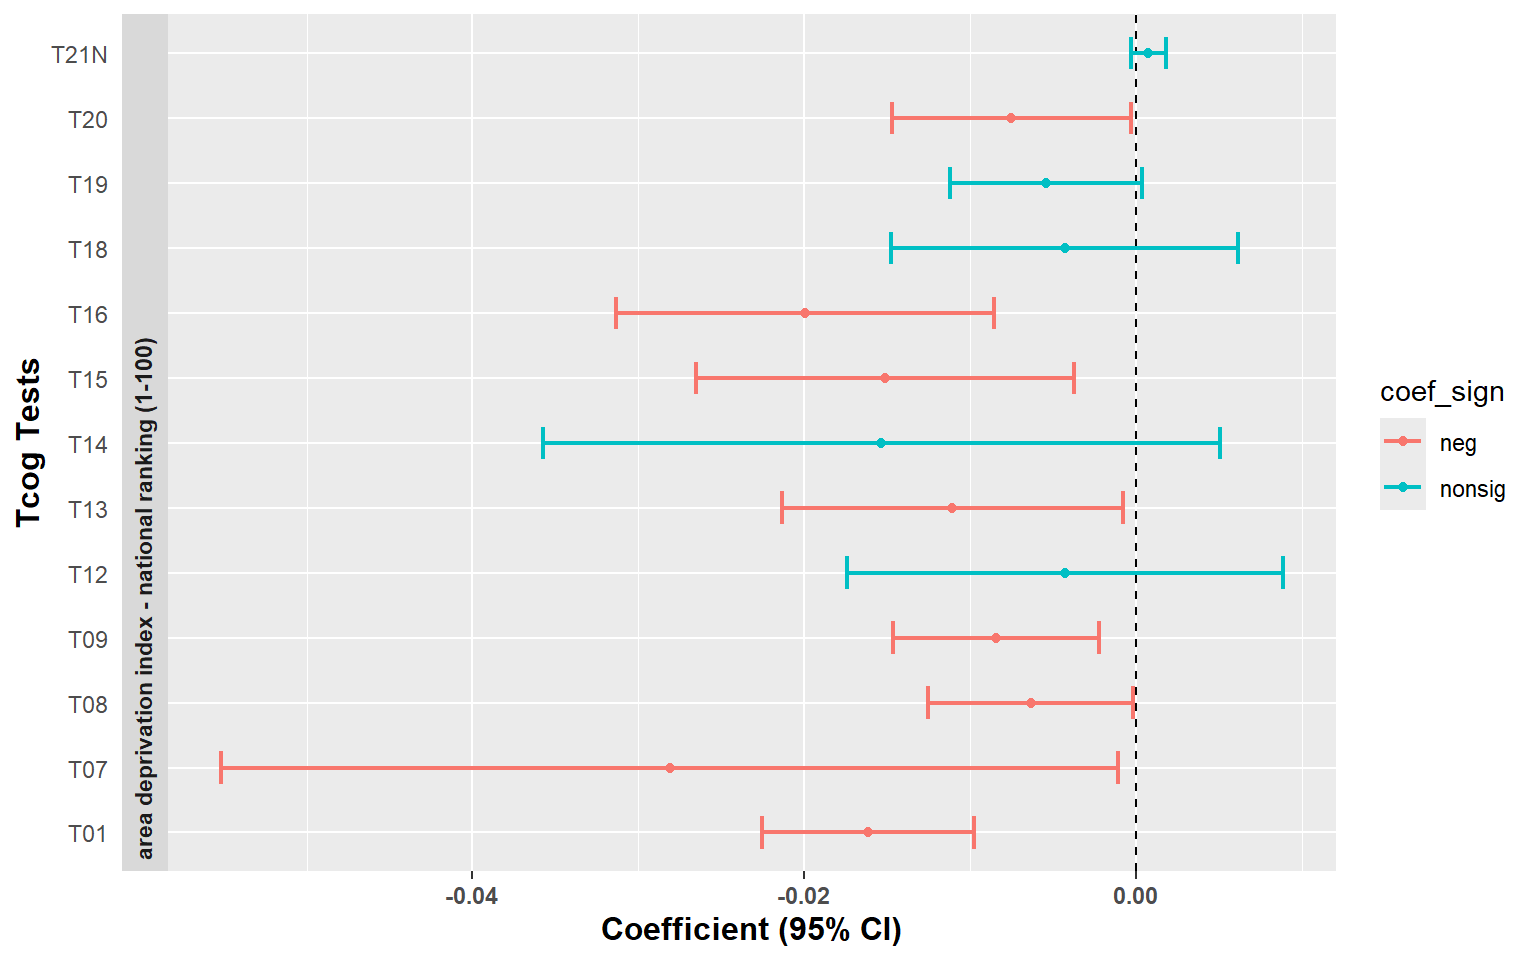 T21N
T20
T19
T18
T16
T15
T14
T13
T12
T09
T08
T07
T01
Tcog Tests
area deprivation index - national ranking (1-100)
-0.04 -0.02 0.00
Coefficient (95% CI)
coef_sign
neg
nonsig